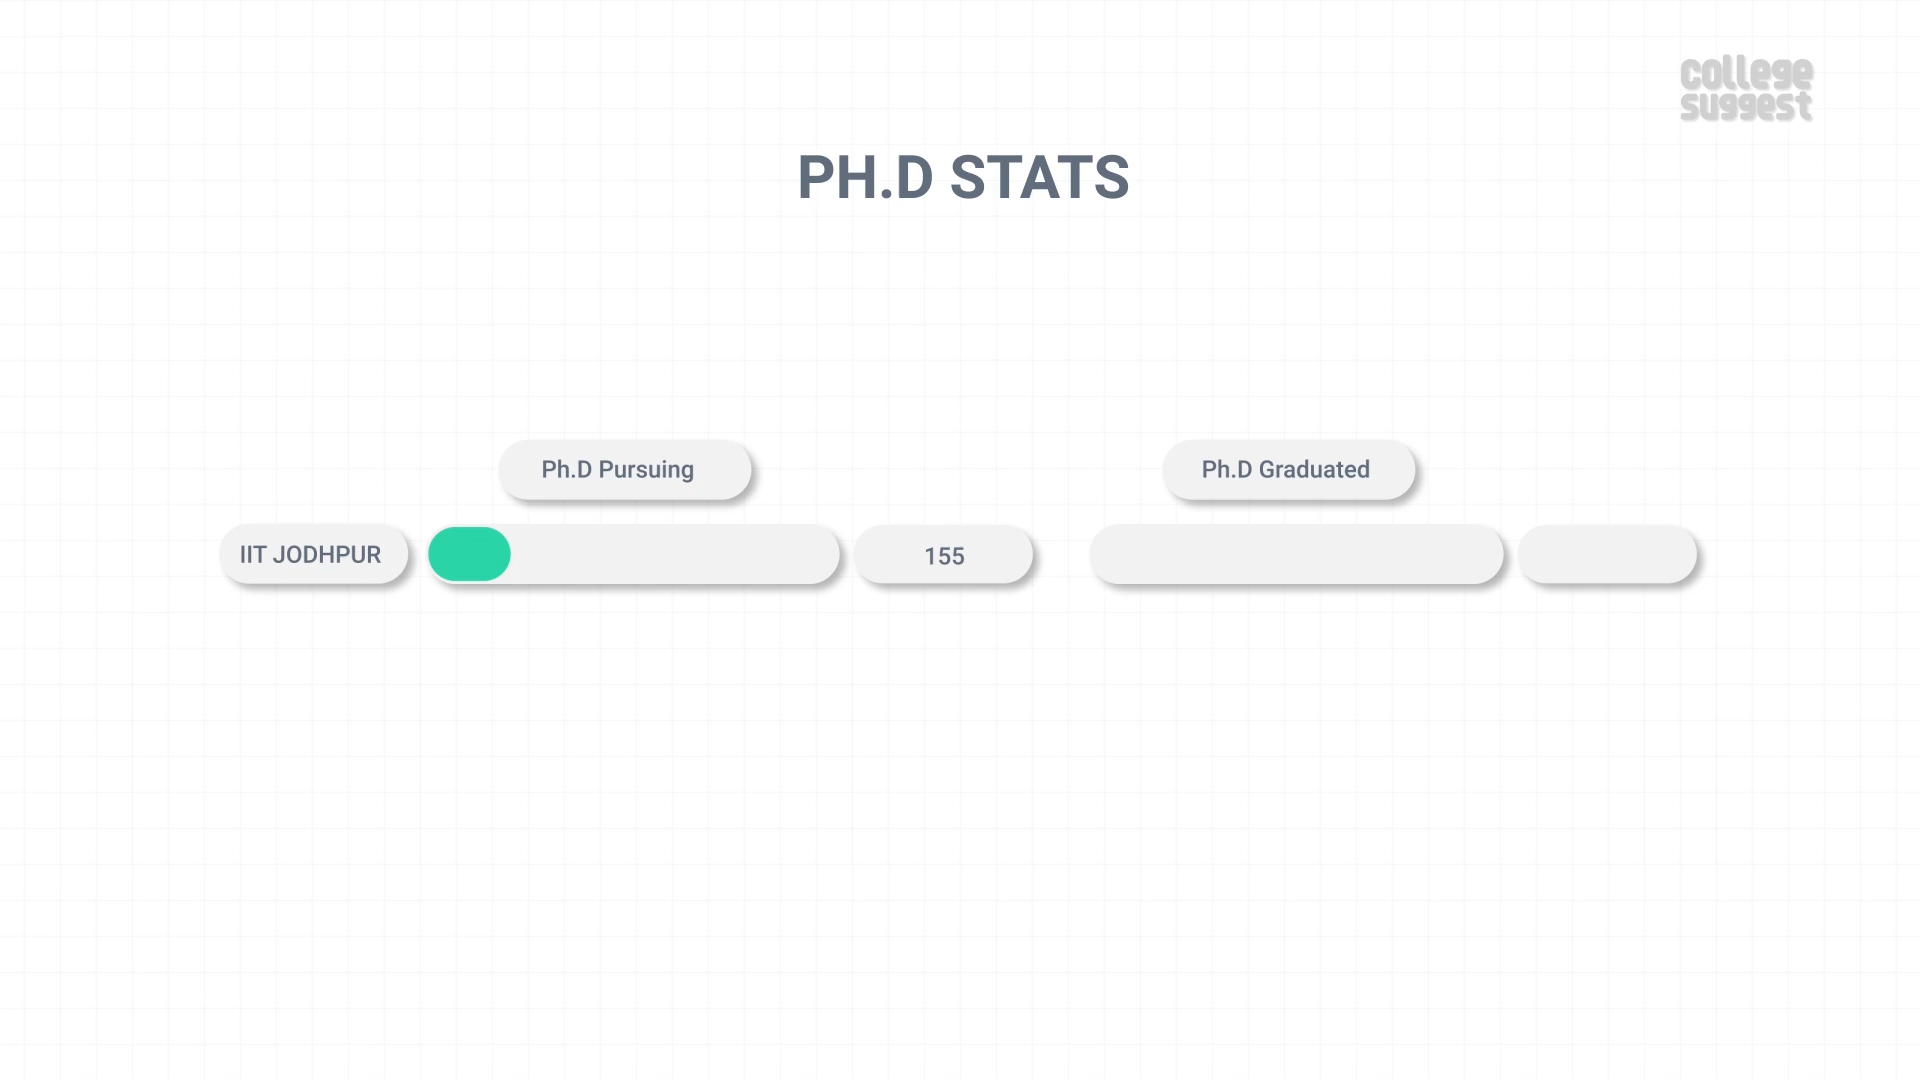 college
suggest
PH.D STATS
Ph.D Pursuing
Ph.D Graduated
IIT JODHPUR
155